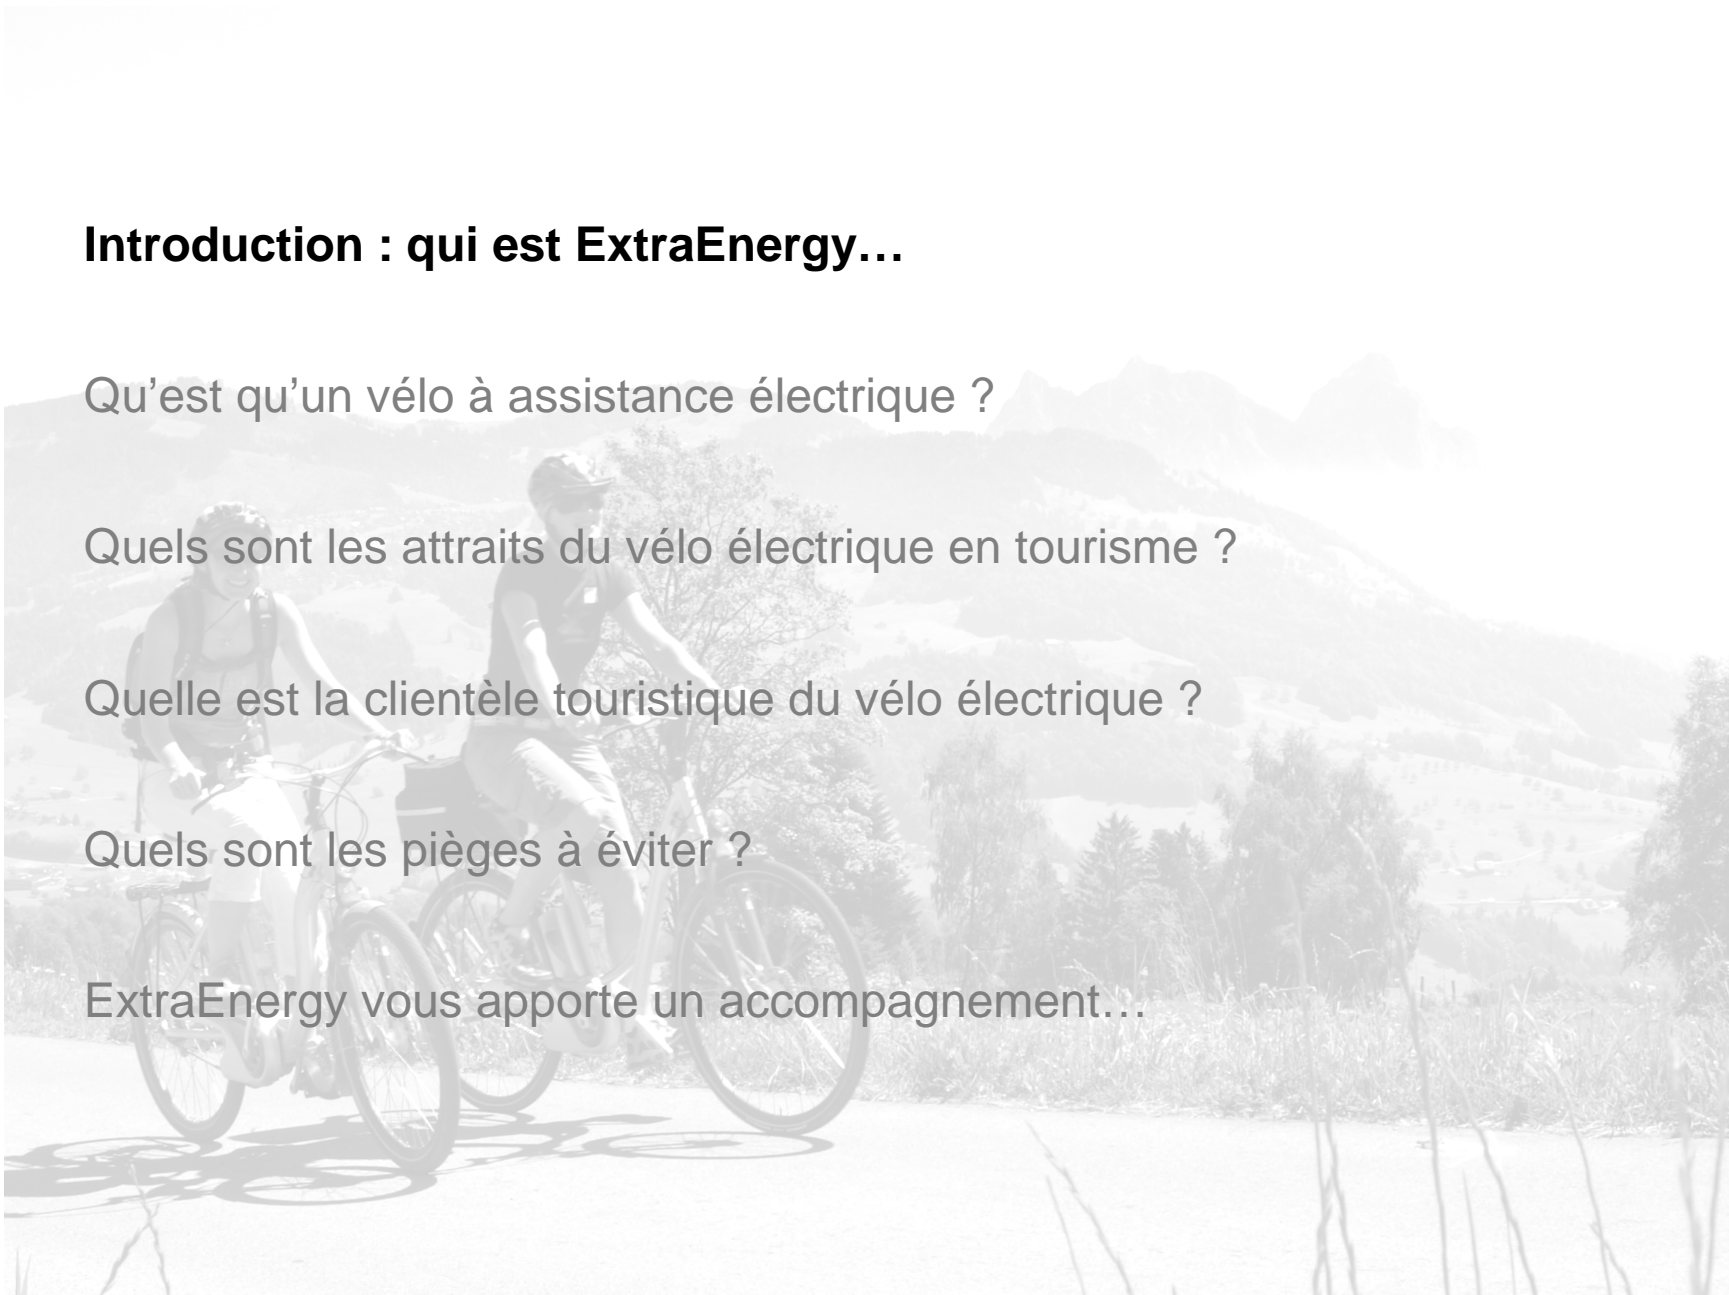 Introduction : qui est ExtraEnergy…
Qu’est qu’un vélo à assistance électrique ?
Quels sont les attraits du vélo électrique en tourisme ?
Quelle est la clientèle touristique du vélo électrique ?
Quels sont les pièges à éviter ?
ExtraEnergy vous apporte un accompagnement…